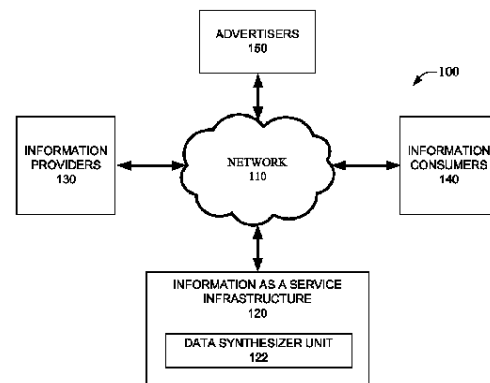 ADVERTISERS
150
100
INFORMATION
PROVIDERS
130
NETWORK
110
INFORMATION
CONSUMERS
140
INFORMATION AS A SERVICE
INFRASTRUCTURE
120
DATA SYNTHESIZER UNIT
122